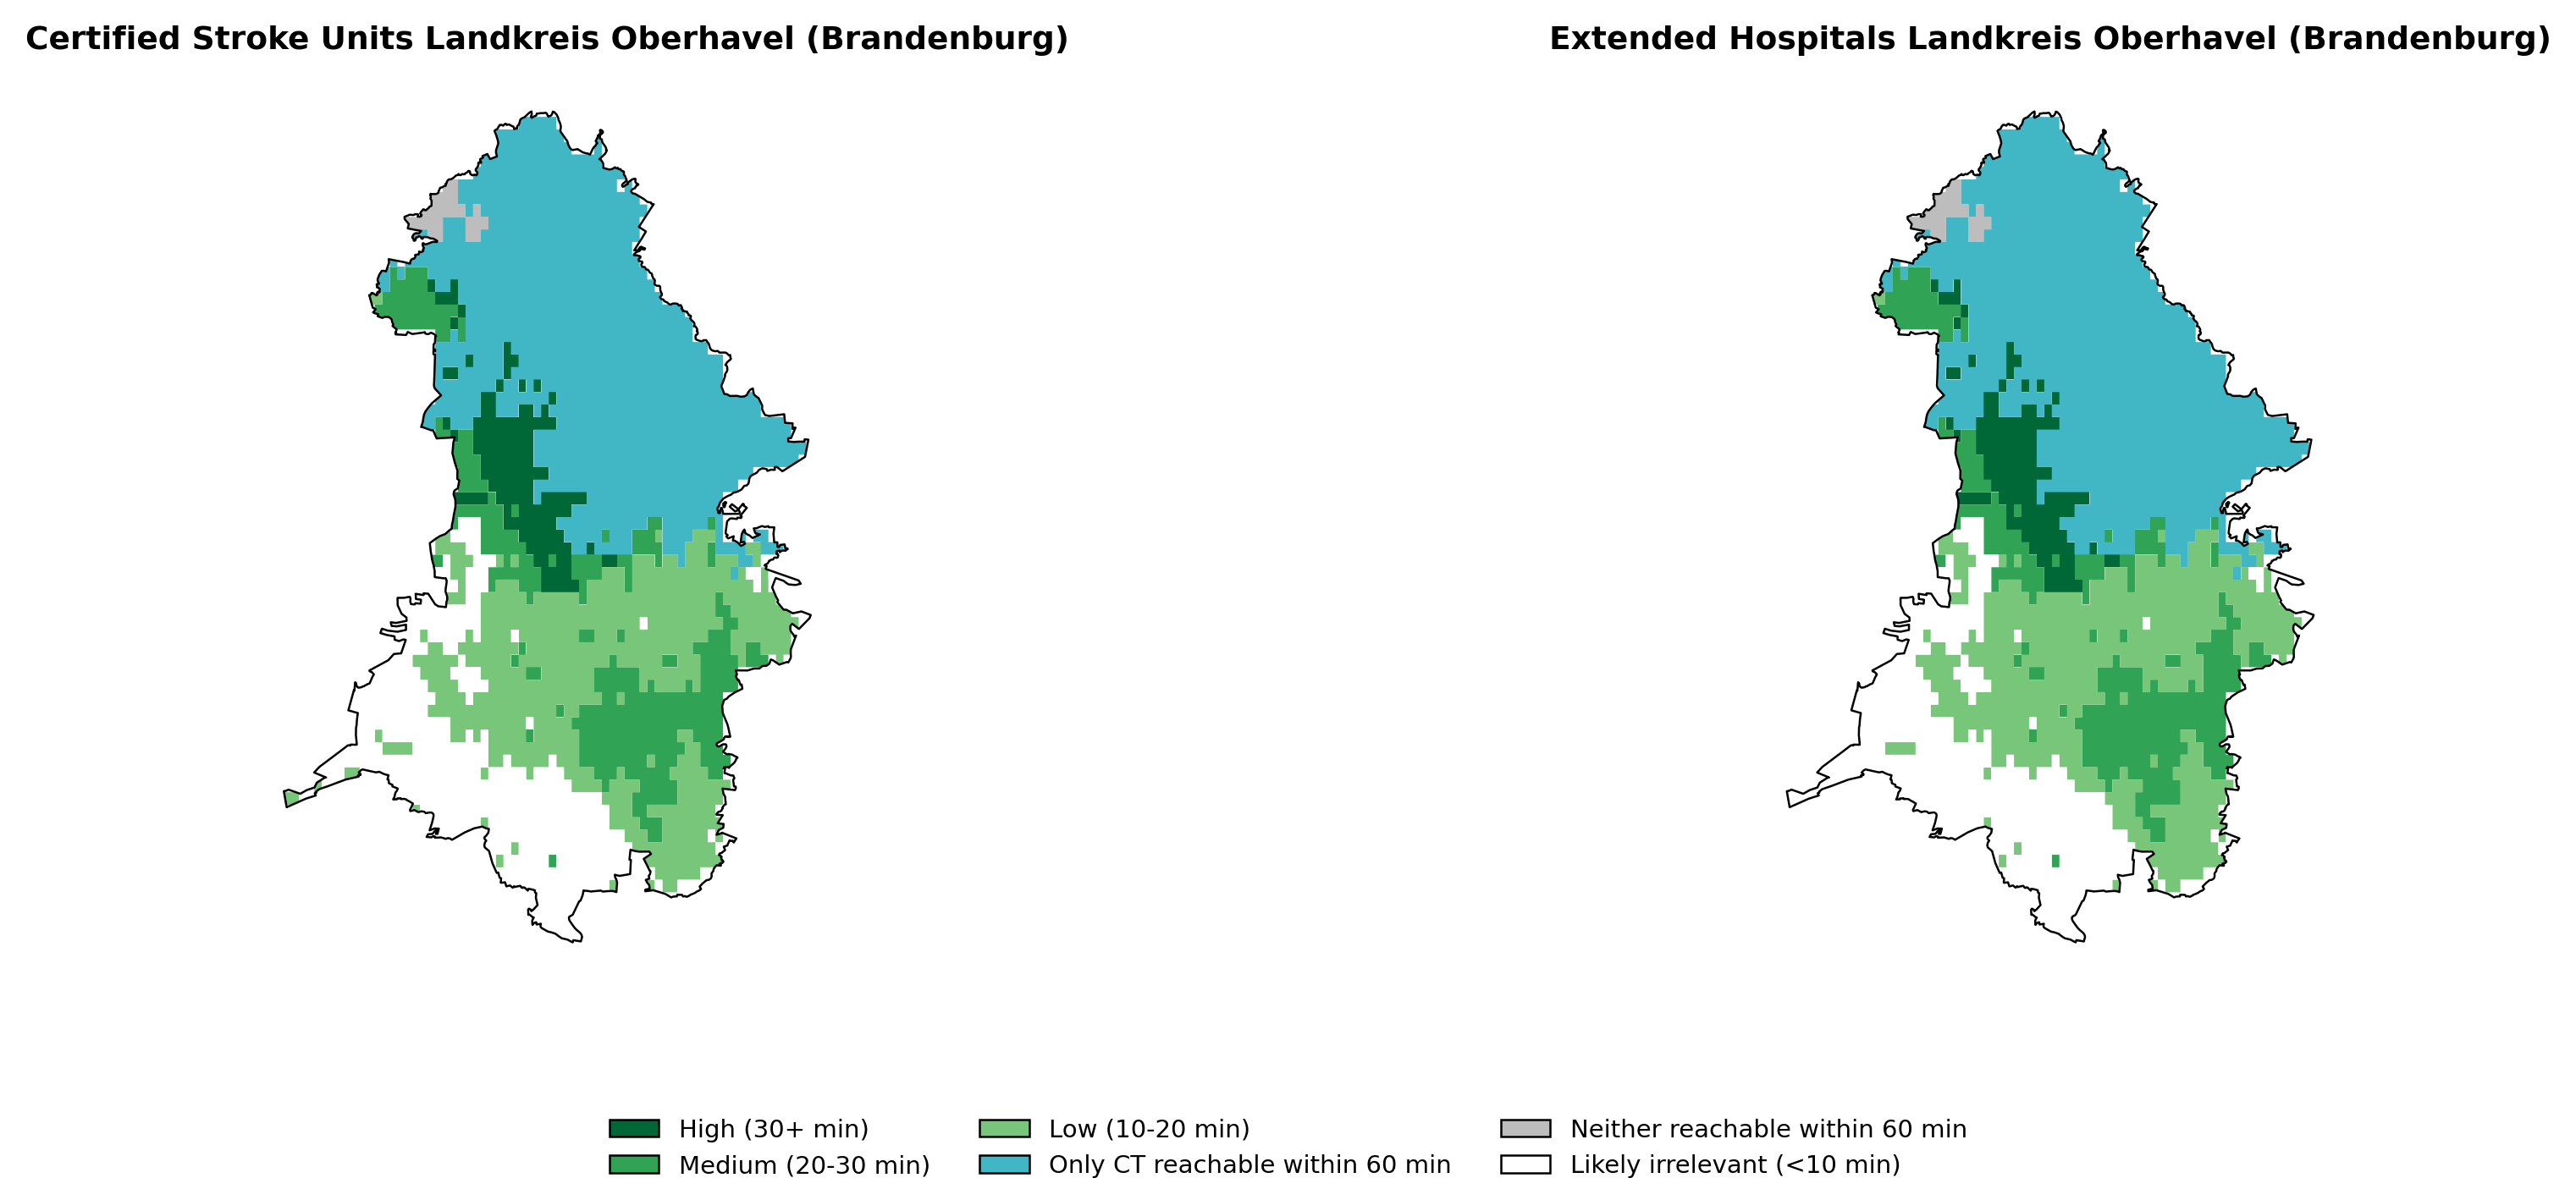 Certified Stroke Units Landkreis Oberhavel (Brandenburg)
Extended Hospitals Landkreis Oberhavel (Brandenburg)
High (30+ min)
Medium (20-30 min)
Low (10-20 min)
Only CT reachable within 60 min
Neither reachable within 60 min
Likely irrelevant (<10 min)